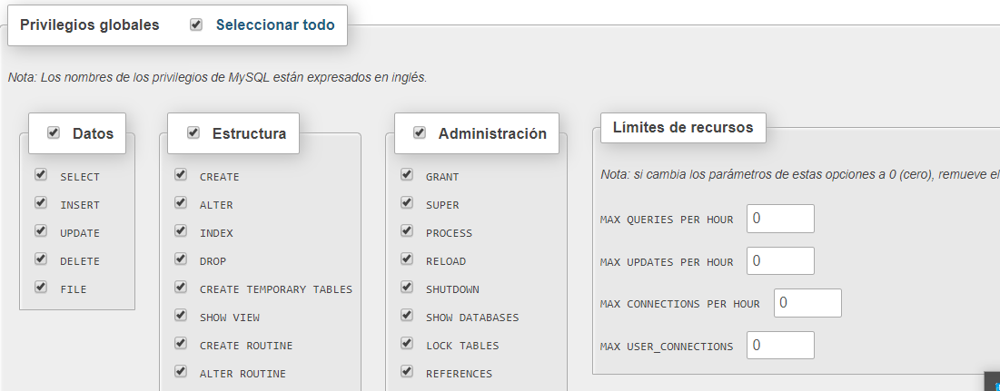 Privilegios globales Seleccionar todo
Nota: Los nombres de los privilegios de MySQL están expresados en inglés.
Datos
SELECT
INSERT
UPDATE
DELETE
FILE
Estructura
CREATE
ALTER
INDEX
DROP
CREATE TEMPORARY TABLES
SHOW VIEW
CREATE ROUTINE
ALTER ROUTINE
Administración
GRANT
SUPER
PROCESS
RELOAD
SHUTDOWN
SHOW DATABASES
LOCK TABLES
REFERENCES
Límites de recursos
Nota: si cambia los parámetros de estas opciones a 0 (cero), remueve el
MAX QUERIES PER HOUR 0
MAX UPDATES PER HOUR 0
MAX CONNECTIONS PER HOUR 0
MAX USER_CONNECTIONS 0